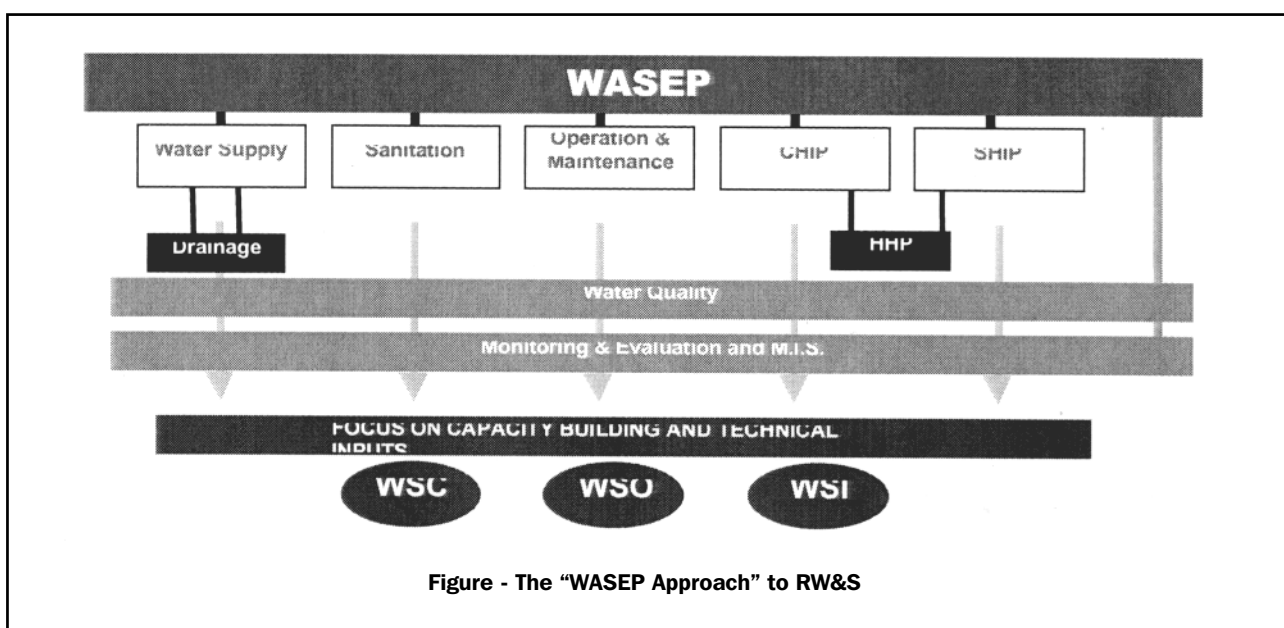 WASEP
Water Supply
Sanitation
Operation &
Maintenance
CHIP
SHIP
Drainage
HHP
Water Quality
Monitoring & Evaluation and M.I.S.
FOCUS ON CAPACITY BUILDING AND TECHNICAL
INPUTS
WSC
WSO
WSI
Figure - The “WASEP Approach” to RW&S